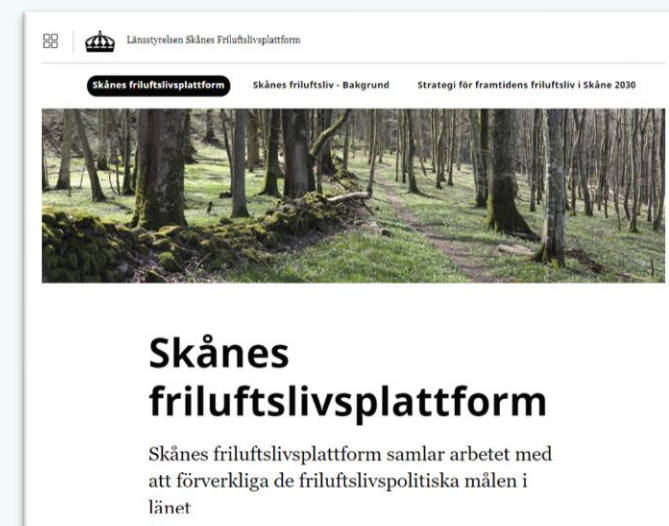 Länsstyrelsen Skånes Friluftslivsplattform
Skånes friluftslivsplattform
Skånes friluftsliv - Bakgrund
Strategi för framtidens friluftsliv i Skåne 2030
Skånes
friluftslivsplattform
Skånes friluftslivsplattform samlar arbetet med
att förverkliga de friluftslivspolitiska målen i
länet